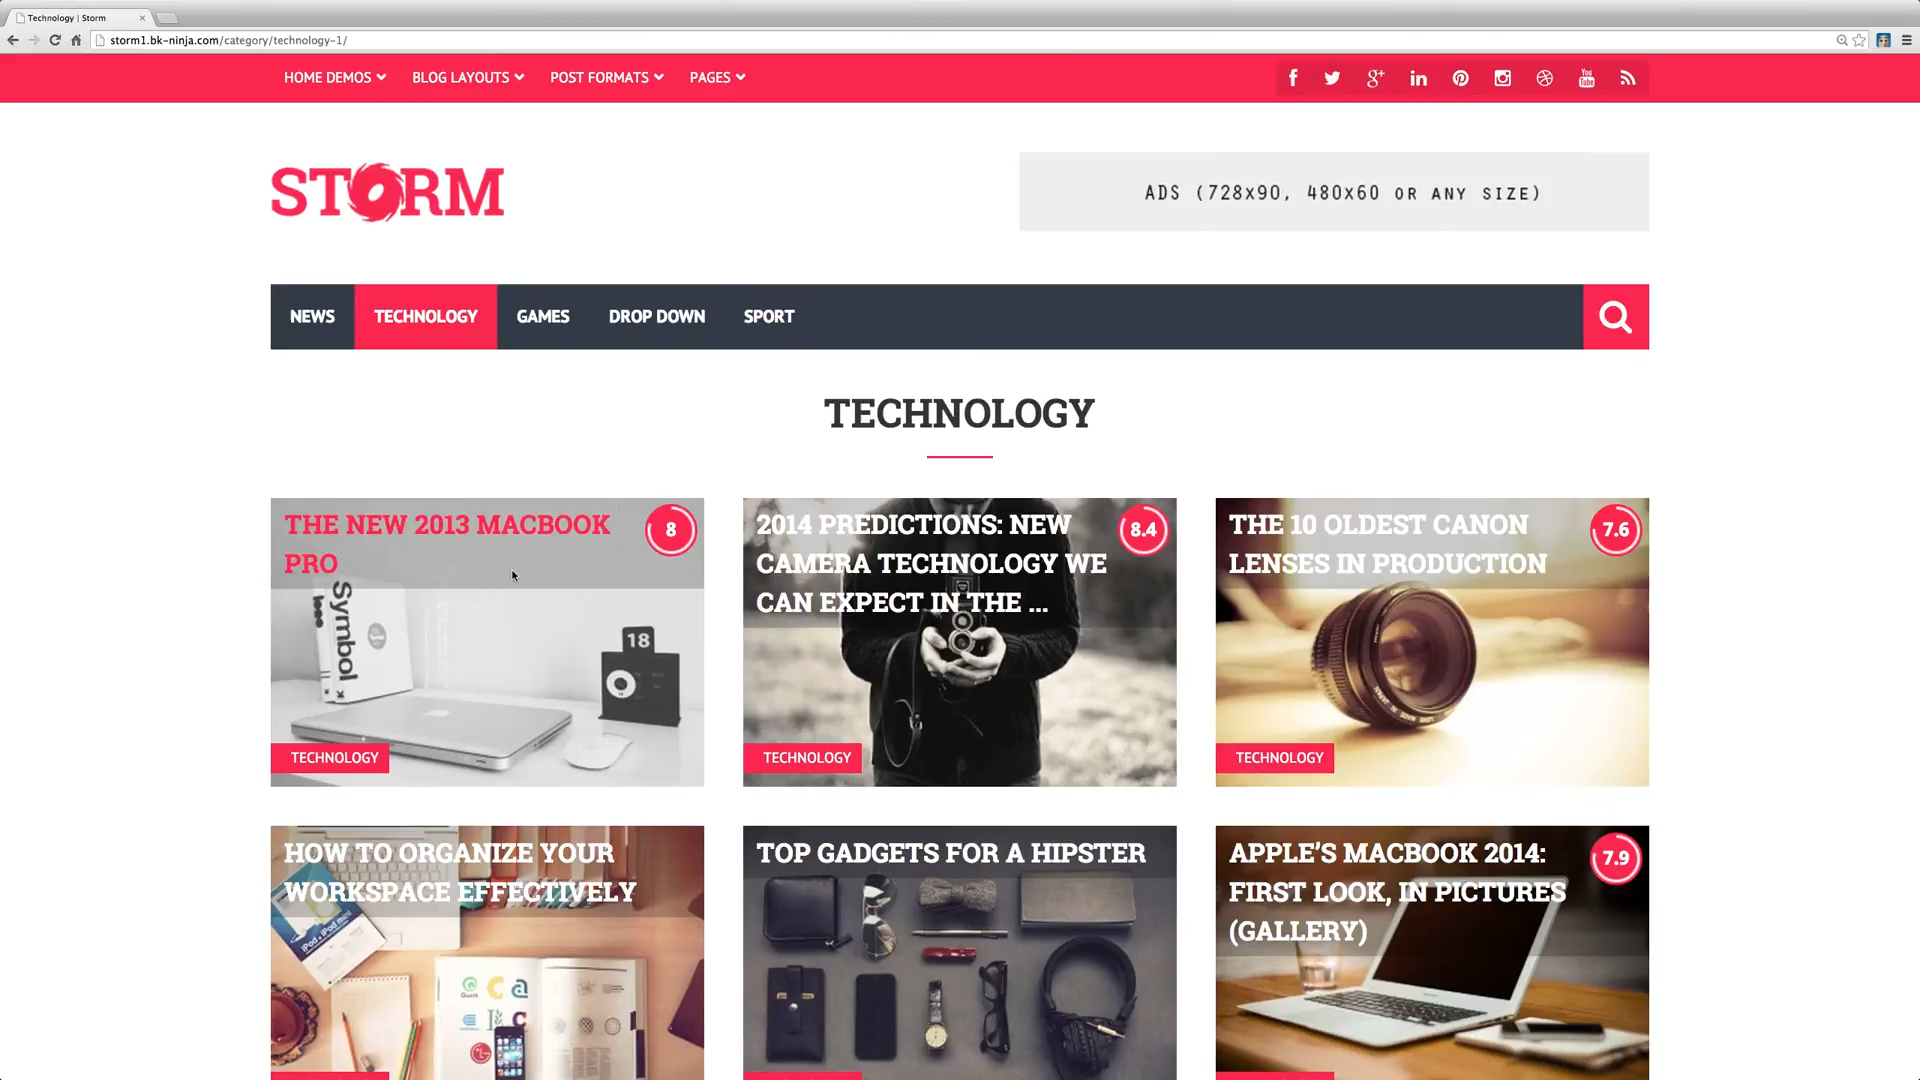 Technology | Storm
storm1.bk-ninja.com/category/technology-1/
HOME DEMOS BLOG LAYOUTS POST FORMATS PAGES
You
Tube
STORM
ADS (728x90, 480x60 OR ANY SIZE)
NEWS TECHNOLOGY GAMES DROP DOWN SPORT
TECHNOLOGY
THE NEW 2013 MACBOOK
PRO
8
Symbol
18
TECHNOLOGY
2014 PREDICTIONS: NEW
CAMERA TECHNOLOGY WE
CAN EXPECT IN THE ...
8.4
TECHNOLOGY
THE 10 OLDEST CANON
LENSES IN PRODUCTION
7.6
TECHNOLOGY
HOW TO ORGANIZE YOUR
WORKSPACE EFFECTIVELY
TOP GADGETS FOR A HIPSTER
APPLE'S MACBOOK 2014:
FIRST LOOK, IN PICTURES
(GALLERY)
7.9